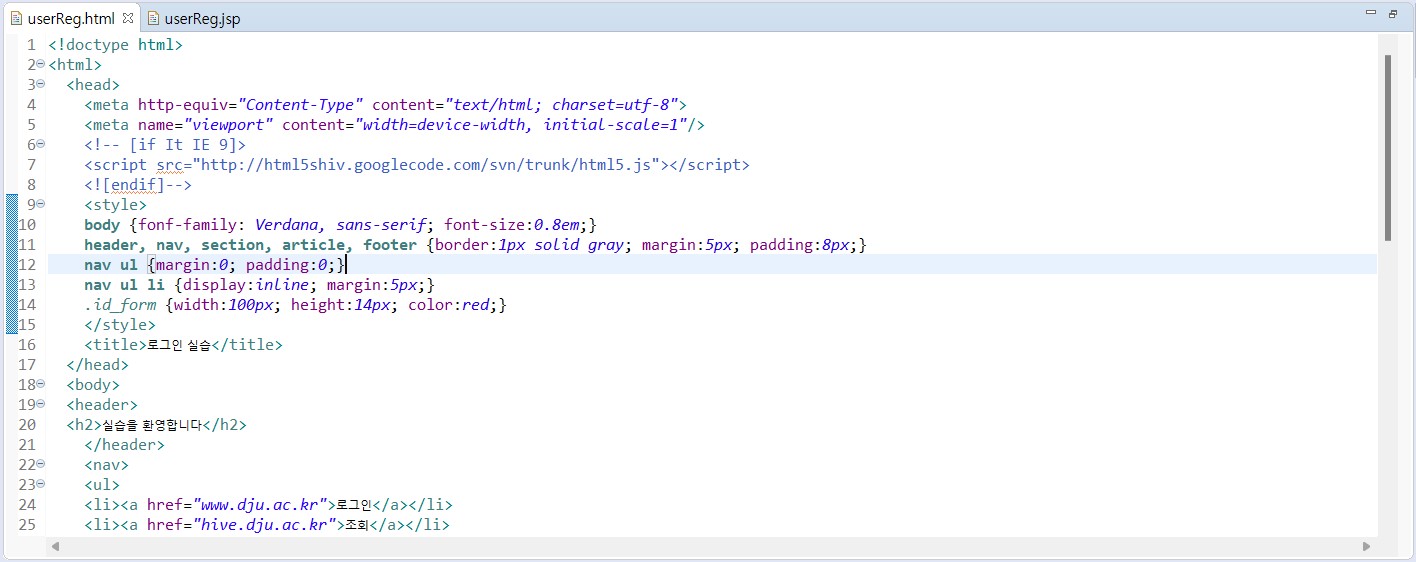 userReg.html userReg.jsp
1 <!doctype html>
2 <html>
3 <head>
4 <meta http-equiv="Content-Type" content="text/html; charset=utf-8">
5 <meta name="viewport" content="width=device-width, initial-scale=1"/>
6 <!-- [if It IE 9]>
7 <script src="http://html5shiv.googlecode.com/svn/trunk/html5.js"></script>
8 <![endif]-->
9 <style>
10 body {fonf-family: Verdana, sans-serif; font-size:0.8em;}
11 header, nav, section, article, footer {border:1px solid gray; margin:5px; padding:8px;}
12 nav ul {margin:0; padding:0;}
13 nav ul li {display:inline; margin:5px;}
14 .id_form {width:100px; height:14px; color:red;}
15 </style>
16 <title>로그인 실습</title>
17 </head>
18 <body>
19 <header>
20 <h2>실습을 환영합니다</h2>
21 </header>
22 <nav>
23 <ul>
24 <li><a href="www.dju.ac.kr">로그인</a></li>
25 <li><a href="hive.dju.ac.kr">조회</a></li>